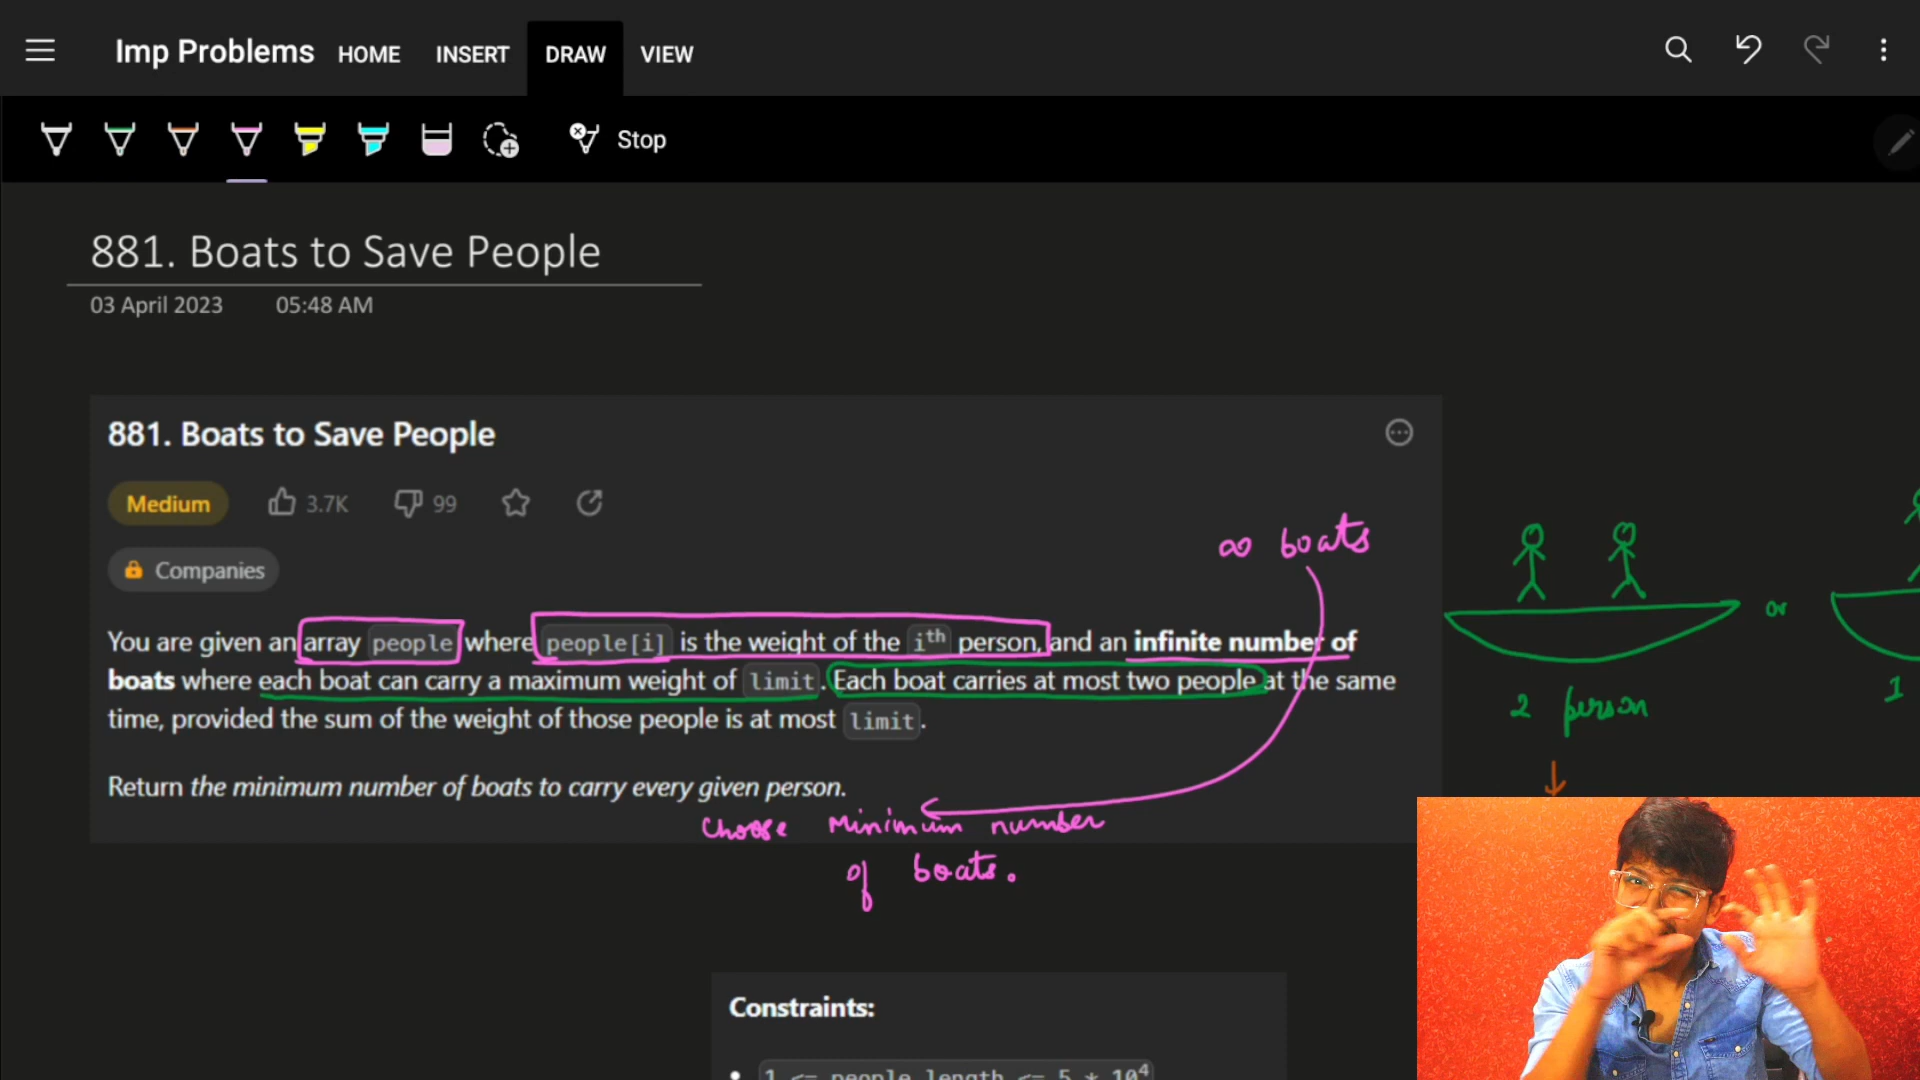 Imp Problems HOME INSERT DRAW VIEW
Stop
881. Boats to Save People
03 April 2023 05:48 AM
881. Boats to Save People
Medium 3.7K 99
Companies
∞ boats
You are given an array people where people[i] is the weight of the iᵗʰ person, and an infinite number of
boats where each boat can carry a maximum weight of limit. Each boat carries at most two people at the same
time, provided the sum of the weight of those people is at most limit.
or
2 person
1
Return the minimum number of boats to carry every given person.
choose minimum number
of boats.
Constraints:
1 <= people.length <= 5 * 10⁴